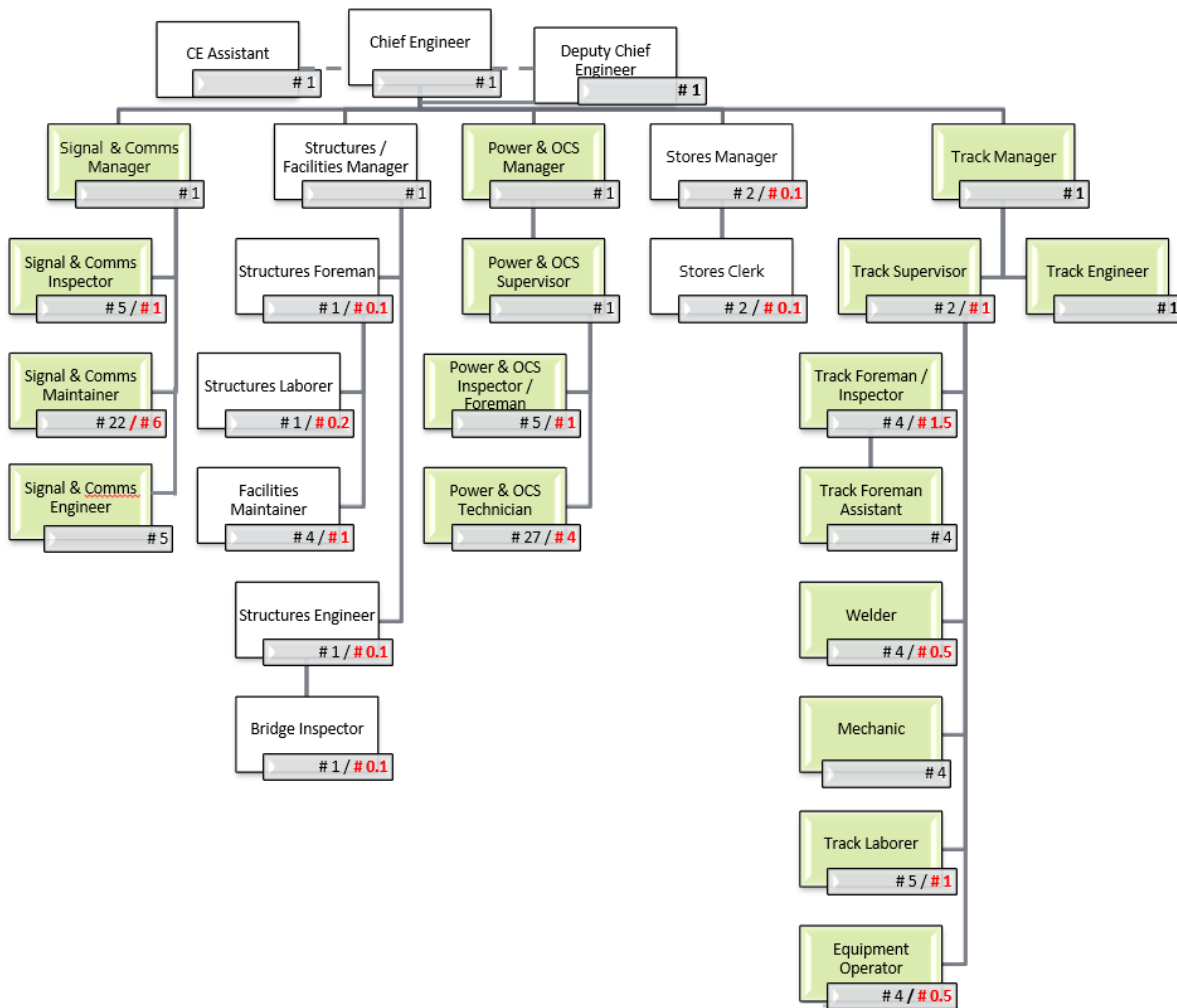 CE Assistant
# 1
Chief Engineer
# 1
Deputy Chief
Engineer
# 1
Signal & Comms
Manager
# 1
Structures /
Facilities Manager
# 1
Power & OCS
Manager
# 1
Stores Manager
# 2 / # 0.1
Track Manager
# 1
Signal & Comms
Inspector
# 5 / # 1
Structures Foreman
# 1 / # 0.1
Power & OCS
Supervisor
# 1
Stores Clerk
# 2 / # 0.1
Track Supervisor
# 2 / # 1
Track Engineer
# 1
Signal & Comms
Maintainer
# 22 / # 6
Structures Laborer
# 1 / # 0.2
Power & OCS
Inspector /
Foreman
# 5 / # 1
Track Foreman /
Inspector
# 4 / # 1.5
Signal & Comms
Engineer
# 5
Facilities
Maintainer
# 4 / # 1
Power & OCS
Technician
# 27 / # 4
Track Foreman
Assistant
# 4
Structures Engineer
# 1 / # 0.1
Welder
# 4 / # 0.5
Bridge Inspector
# 1 / # 0.1
Mechanic
# 4
Track Laborer
# 5 / # 1
Equipment
Operator
# 4 / # 0.5